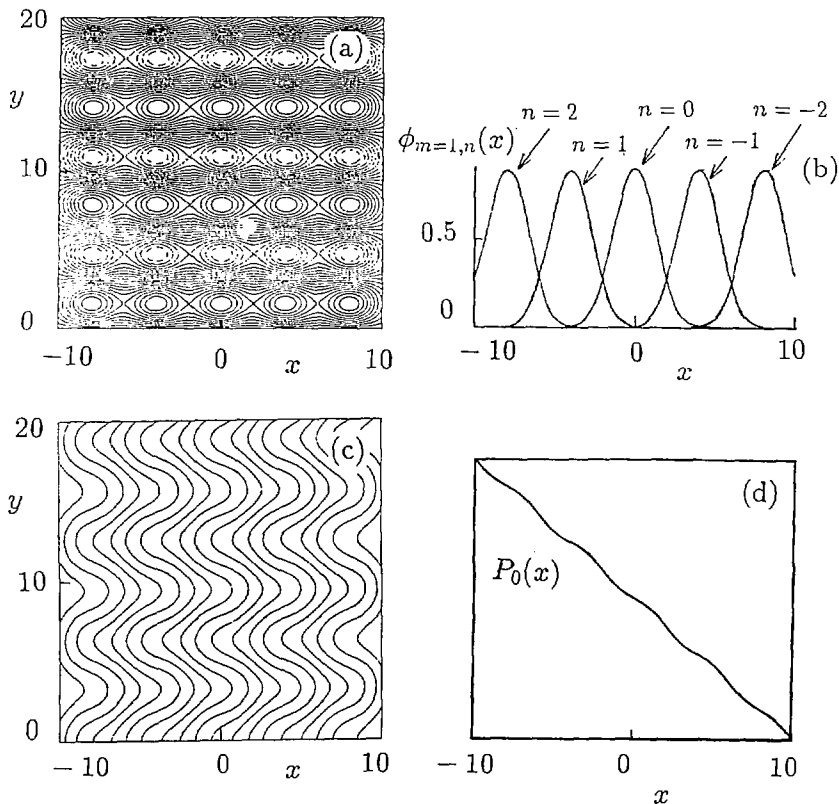 20
(a)
y
10
0
−10 0 x 10
n = 2
n = 0
n = −2
ϕm=1,n(x)
n = 1
n = −1
(b)
0.5
0
−10 0 10
x
20
(c)
y
10
0
−10 0 x 10
(d)
P₀(x)
−10 0 10
x